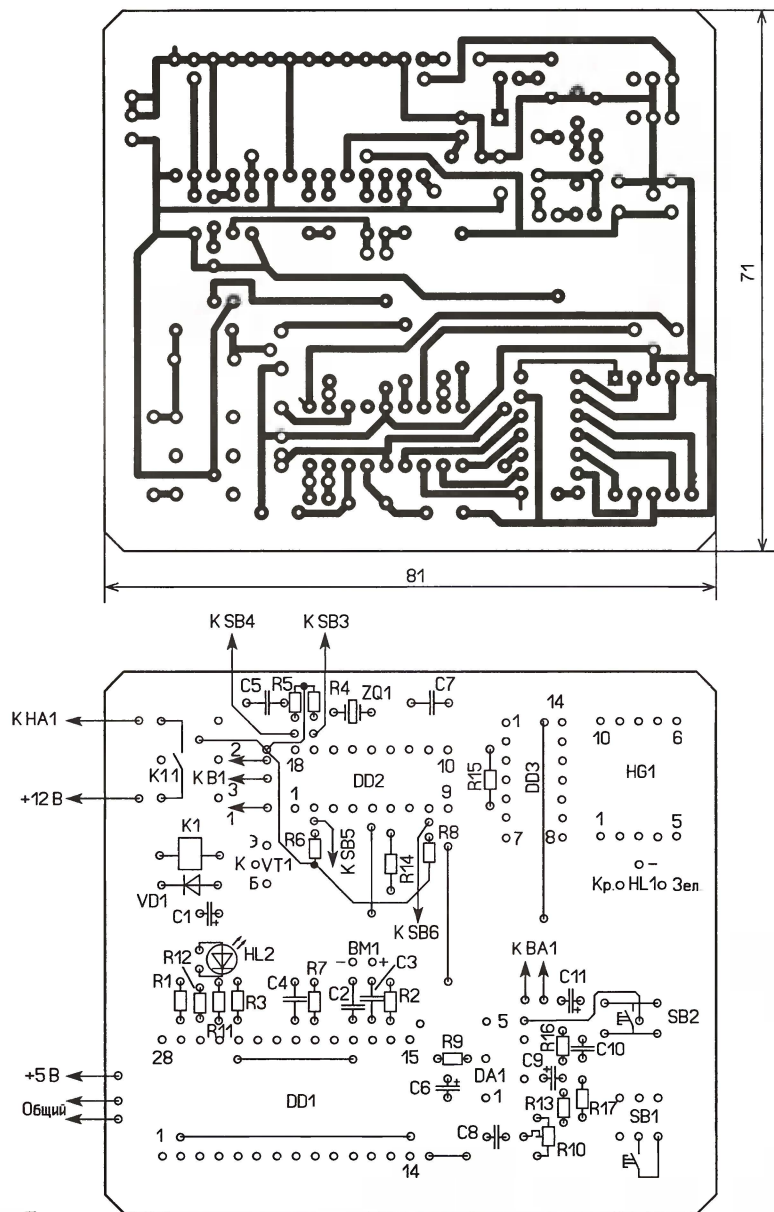 71
81
К SB4
К SB3
C5
R5
R4
ZQ1
C7
К НА1
+12 В
К1.1
2
К В1
3
1
18
10
DD2
1
9
R15
1
14
DD3
7
8
10
6
HG1
1
5
K1
VD1
C1
Э
К
VT1
Б
R6
К SB5
R14
R8
К SB6
Кр.
HL1
Зел.
–
R1
R12
HL2
R11
R3
C4
R7
BM1
–
+
C2
C3
R2
К ВА1
C11
SB2
5
R16
C10
28
15
R9
DA1
C9
+5 В
Общий
DD1
C6
1
R13
R17
SB1
1
14
C8
R10